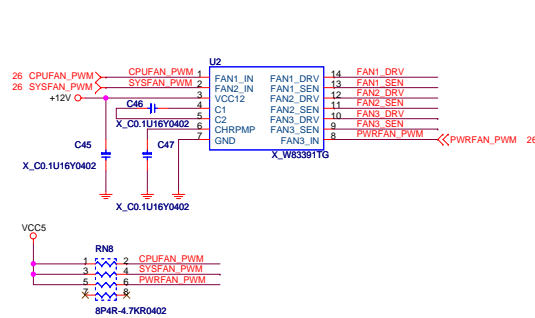 U2
26 CPUFAN_PWM CPUFAN_PWM 1 FAN1_IN FAN1_DRV 14 FAN1_DRV
26 SYSFAN_PWM SYSFAN_PWM 2 FAN2_IN FAN1_SEN 13 FAN1_SEN
+12V 3 VCC12 FAN2_DRV 12 FAN2_DRV
C46 4 C1 FAN2_SEN 11 FAN2_SEN
5 C2 FAN3_DRV 10 FAN3_DRV
X_C0.1U16Y0402 6 CHRPMP FAN3_SEN 9 FAN3_SEN
7 GND FAN3_IN 8 PWRFAN_PWM PWRFAN_PWM 26
C45 C47
X_W83391TG
X_C0.1U16Y0402
X_C0.1U16Y0402
VCC5
RN8
1 2 CPUFAN_PWM
3 4 SYSFAN_PWM
5 6 PWRFAN_PWM
7 8
8P4R-4.7KR0402